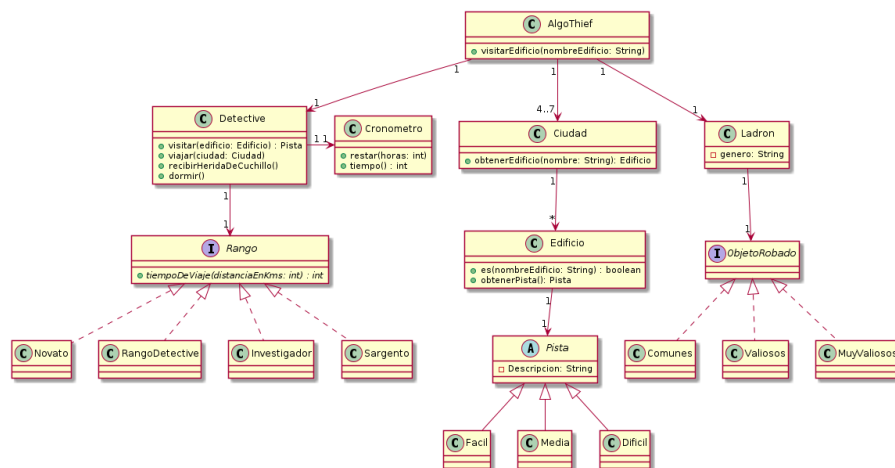 C AlgoThief
visitarEdificio(nombreEdificio: String)
1
1
1
1
4..7
1
C Detective
visitar(edificio: Edificio) : Pista
viajar(ciudad: Ciudad)
recibirHeridaDeCuchillo()
dormir()
1 1
C Cronometro
restar(horas: int)
tiempo() : int
C Ciudad
obtenerEdificio(nombre: String): Edificio
C Ladron
genero: String
1
1
1
*
1
1
I Rango
tiempoDeViaje(distanciaEnKms: int) : int
C Edificio
es(nombreEdificio: String) : boolean
obtenerPista(): Pista
I ObjetoRobado
1
1
C Novato
C RangoDetective
C Investigador
C Sargento
A Pista
Descripcion: String
C Comunes
C Valiosos
C MuyValiosos
C Facil
C Media
C Dificil